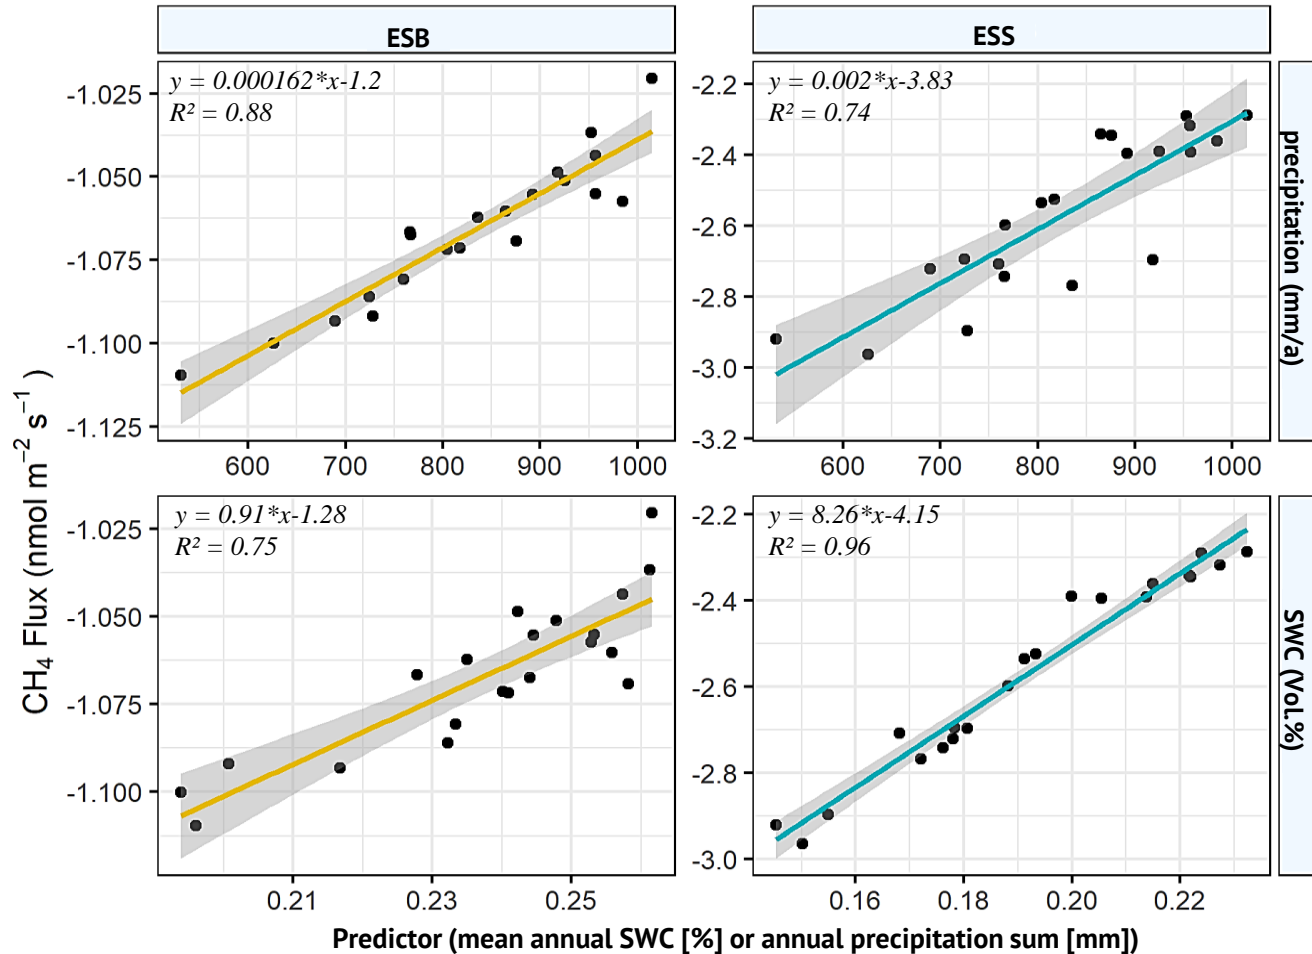 ESB
ESS
y = 0.000162*x-1.2
R² = 0.88
-1.025
-1.050
-1.075
-1.100
-1.125
600 700 800 900 1000
y = 0.002*x-3.83
R² = 0.74
-2.2
-2.4
-2.6
-2.8
-3.0
-3.2
600 700 800 900 1000
precipitation (mm/a)
CH₄ Flux (nmol m⁻² s⁻¹ )
y = 0.91*x-1.28
R² = 0.75
-1.025
-1.050
-1.075
-1.100
0.21 0.23 0.25
y = 8.26*x-4.15
R² = 0.96
-2.2
-2.4
-2.6
-2.8
-3.0
0.16 0.18 0.20 0.22
SWC (Vol.%)
Predictor (mean annual SWC [%] or annual precipitation sum [mm])